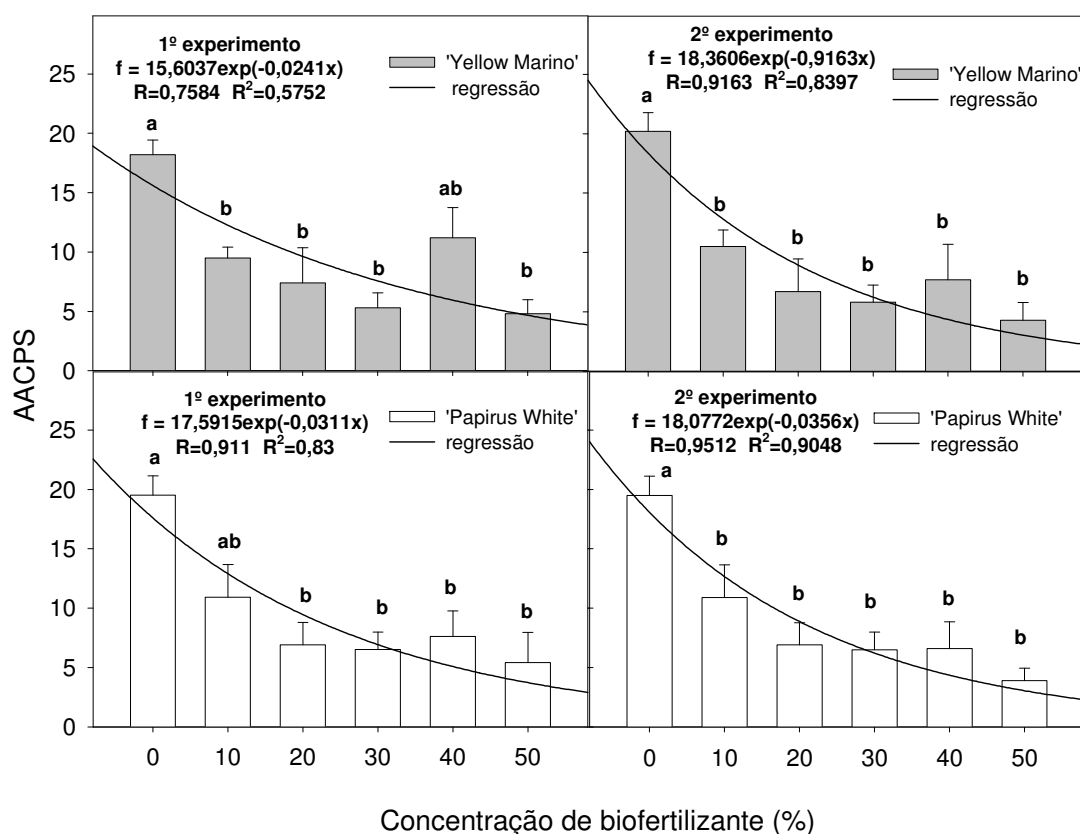 1º experimento
f = 15,6037exp(-0,0241x)
R=0,7584 R²=0,5752
'Yellow Marino'
regressão
a
b
b
b
ab
b
2º experimento
f = 18,3606exp(-0,9163x)
R=0,9163 R²=0,8397
'Yellow Marino'
regressão
a
b
b
b
b
b
25
20
15
10
5
0
AACPS
1º experimento
f = 17,5915exp(-0,0311x)
R=0,911 R²=0,83
'Papirus White'
regressão
a
ab
b
b
b
b
2º experimento
f = 18,0772exp(-0,0356x)
R=0,9512 R²=0,9048
'Papirus White'
regressão
a
b
b
b
b
b
25
20
15
10
5
0
0 10 20 30 40 50
0 10 20 30 40 50
Concentração de biofertilizante (%)